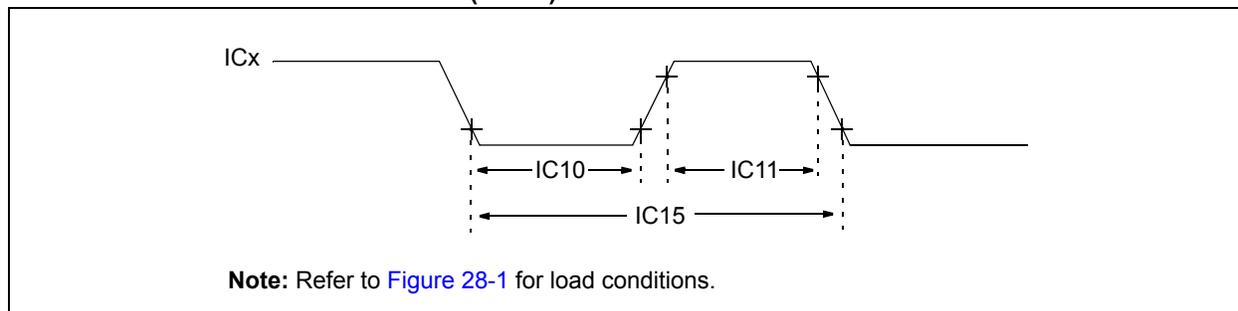 ICx
IC10
IC11
IC15
Note: Refer to Figure 28-1 for load conditions.